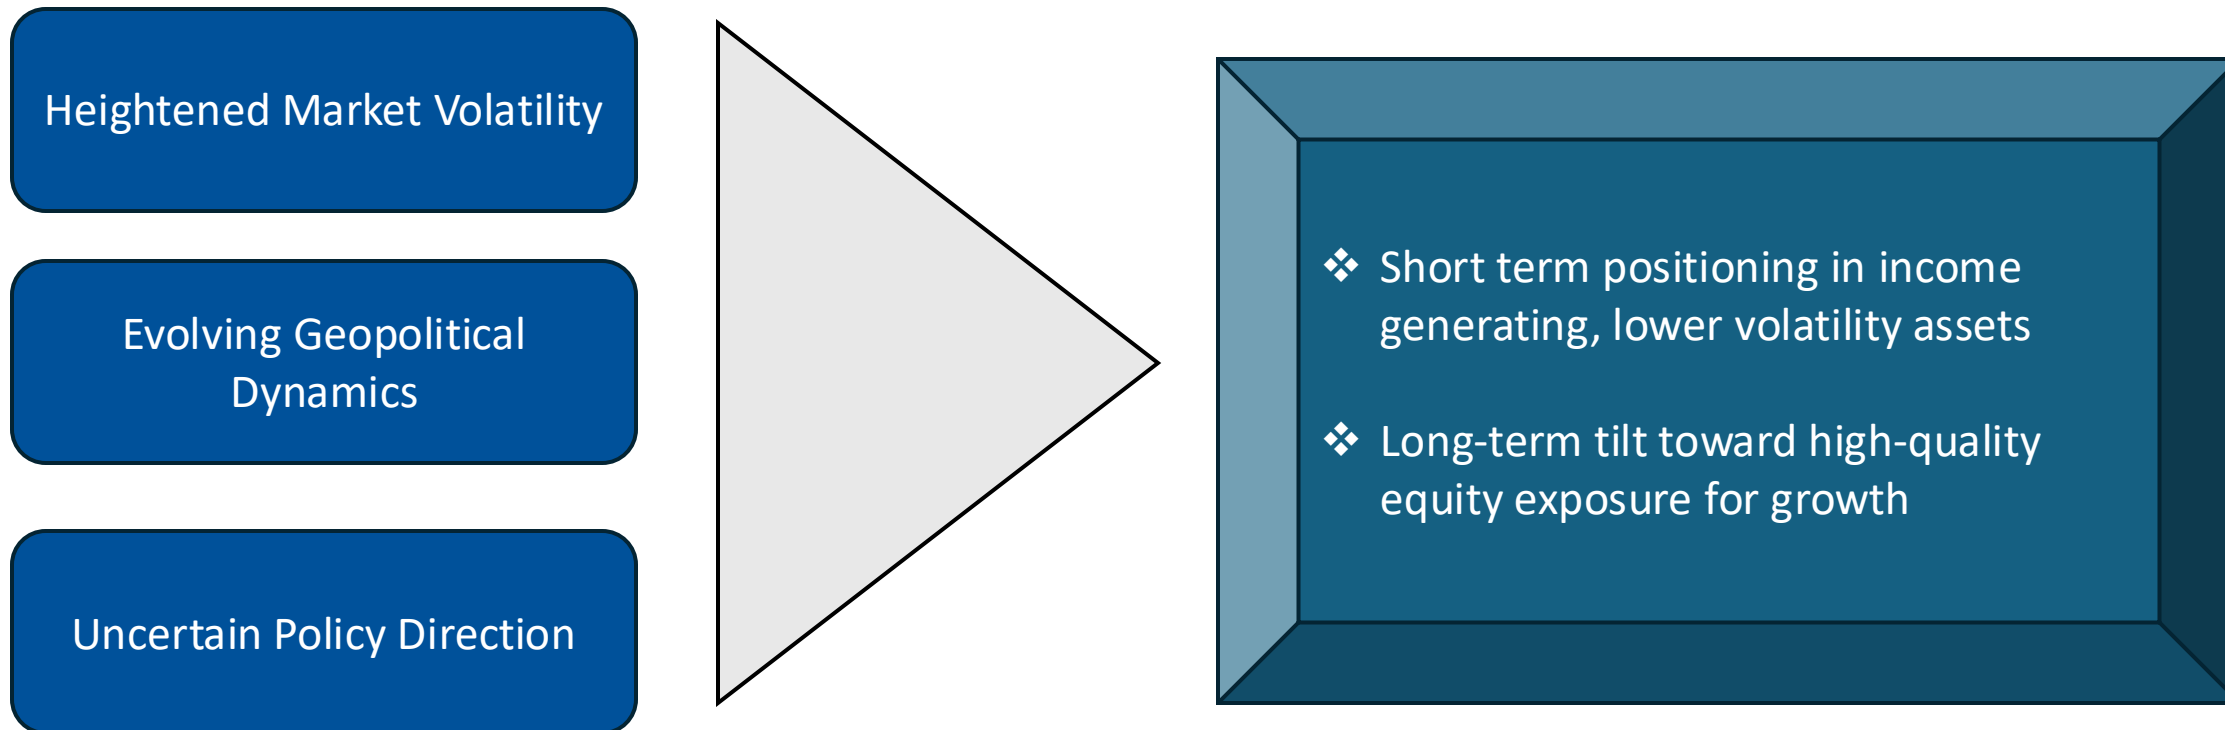 Heightened Market Volatility
Evolving Geopolitical
Dynamics
Uncertain Policy Direction
❖ Short term positioning in income
generating, lower volatility assets
❖ Long-term tilt toward high-quality
equity exposure for growth